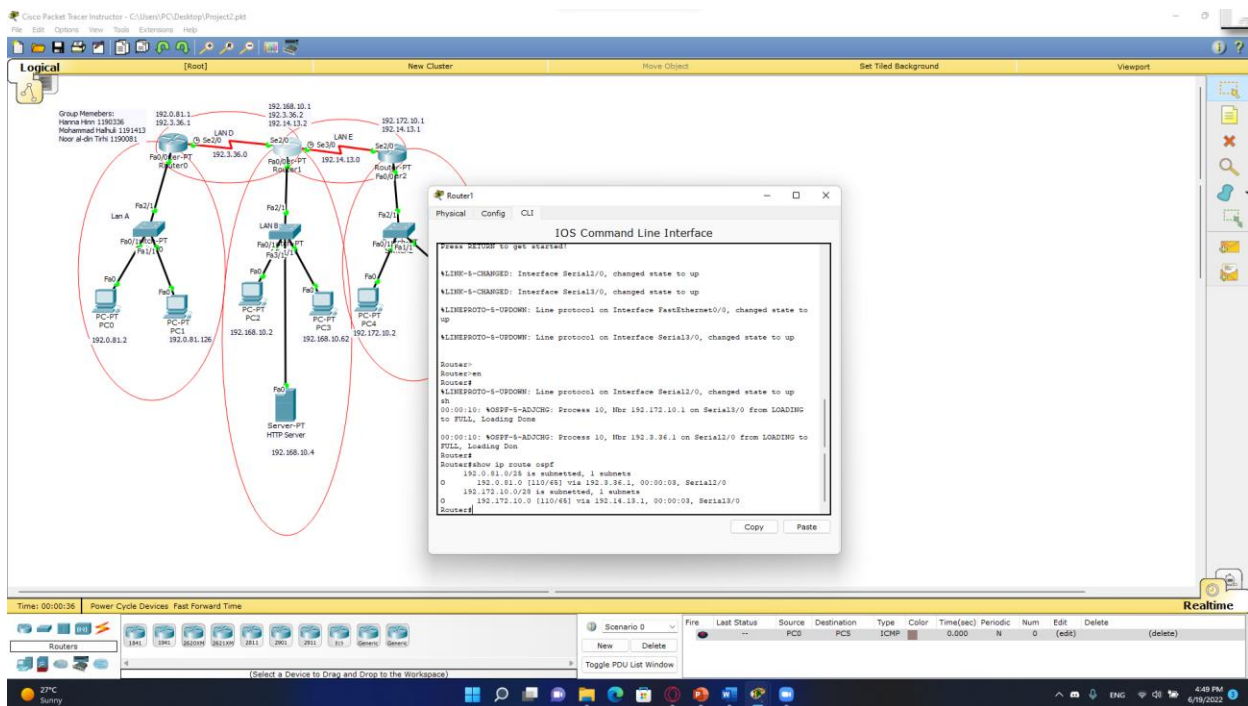 Cisco Packet Tracer Instructor - C:\Users\PC\Desktop\Project2.pkt
File Edit Options View Tools Extensions Help
Logical
[Root]
New Cluster
Move Object
Set Tiled Background
Viewport
Group Memebers:
Hanna Hinn 1190336
Mohammad Halhuli 1191413
Noor al-din Tirhi 1190081
192.0.81.1
192.3.36.1
192.168.10.1
192.3.36.2
192.14.13.2
192.172.10.1
192.14.13.1
LAN D
Se2/0
192.3.36.0
Se2/0
Se3/0
LAN E
192.14.13.0
Se2/0
Router0
Router1
Fa2/1
Lan A
Fa0
Fa0
PC-PT
PC0
192.0.81.2
PC-PT
PC1
192.0.81.126
Fa2/1
LAN B
Fa3/1
Fa0
PC-PT
PC2
192.168.10.2
PC-PT
PC3
192.168.10.62
Fa2/1
Fa0
PC-PT
PC4
192.172.10.2
Fa0
Server-PT
HTTP Server
192.168.10.4
Router1
Physical Config CLI
IOS Command Line Interface
Press RETURN to get started!
%LINK-5-CHANGED: Interface Serial2/0, changed state to up
%LINK-5-CHANGED: Interface Serial3/0, changed state to up
%LINEPROTO-5-UPDOWN: Line protocol on Interface FastEthernet0/0, changed state to
up
%LINEPROTO-5-UPDOWN: Line protocol on Interface Serial3/0, changed state to up
Router>
Router>en
Router#
%LINEPROTO-5-UPDOWN: Line protocol on Interface Serial2/0, changed state to up
sh
00:00:10: %OSPF-5-ADJCHG: Process 10, Nbr 192.172.10.1 on Serial3/0 from LOADING
to FULL, Loading Done
00:00:10: %OSPF-5-ADJCHG: Process 10, Nbr 192.3.36.1 on Serial2/0 from LOADING to
FULL, Loading Don
Router#
Router#show ip route ospf
192.0.81.0/25 is subnetted, 1 subnets
O 192.0.81.0 [110/65] via 192.3.36.1, 00:00:03, Serial2/0
192.172.10.0/28 is subnetted, 1 subnets
O 192.172.10.0 [110/65] via 192.14.13.1, 00:00:03, Serial3/0
Router#
Copy Paste
Time: 00:00:36 Power Cycle Devices Fast Forward Time
Realtime
Routers
1841 1941 2620XM 2621XM 2811 2901 2911 819 Generic Generic
(Select a Device to Drag and Drop to the Workspace)
Scenario 0
New Delete
Toggle PDU List Window
Fire Last Status Source Destination Type Color Time(sec) Periodic Num Edit Delete
-- PC0 PC5 ICMP 0.000 N 0 (edit) (delete)
27°C
Sunny
ENG
4:49 PM
6/19/2022